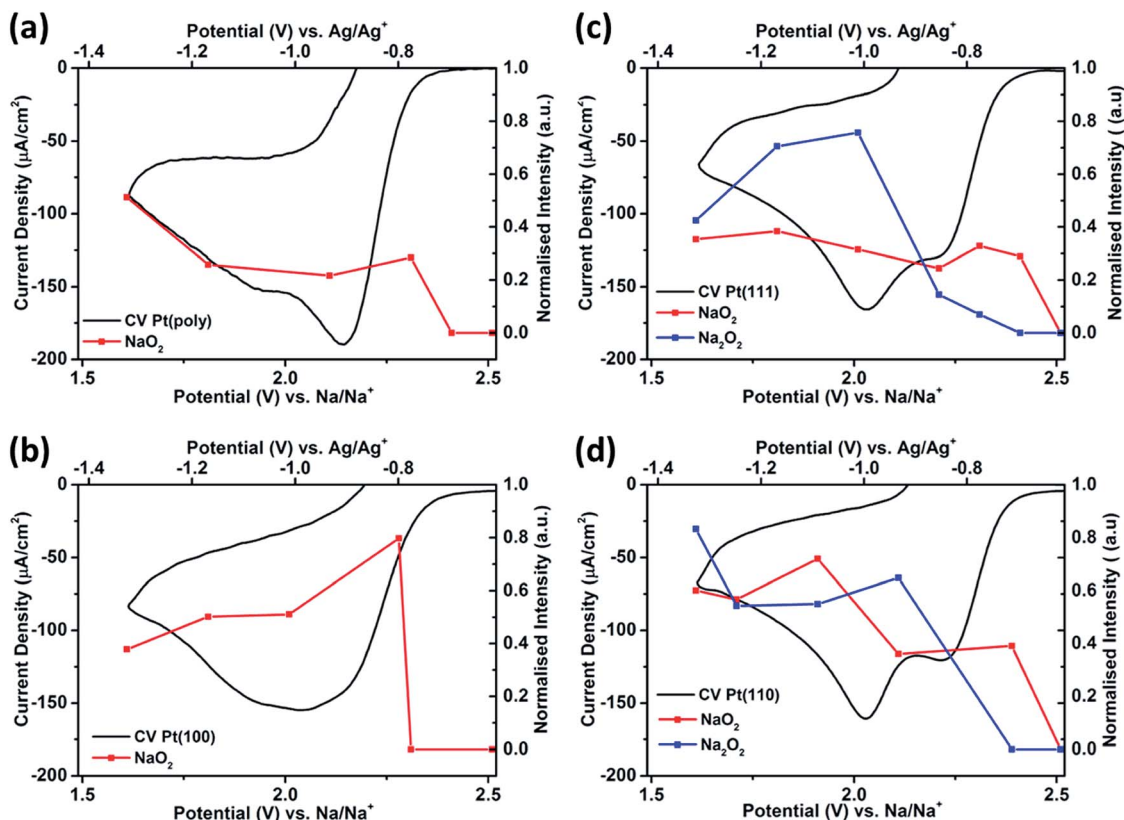 (a)
Potential (V) vs. Ag/Ag⁺
-1.4 -1.2 -1.0 -0.8
Current Density (μA/cm²)
0
-50
-100
-150
-200
1.0
0.8
0.6
0.4
0.2
0.0
Normalised Intensity (a.u.)
CV Pt(poly)
NaO₂
1.5 2.0 2.5
Potential (V) vs. Na/Na⁺
(c)
Potential (V) vs. Ag/Ag⁺
-1.4 -1.2 -1.0 -0.8
Current Density (μA/cm²)
0
-50
-100
-150
-200
1.0
0.8
0.6
0.4
0.2
0.0
Normalised Intensity ( (a.u)
CV Pt(111)
NaO₂
Na₂O₂
1.5 2.0 2.5
Potential (V) vs. Na/Na⁺
(b)
Potential (V) vs. Ag/Ag⁺
-1.4 -1.2 -1.0 -0.8
Current Density (μA/cm²)
0
-50
-100
-150
-200
1.0
0.8
0.6
0.4
0.2
0.0
Normalised Intensity (a.u.)
CV Pt(100)
NaO₂
1.5 2.0 2.5
Potential (V) vs. Na/Na⁺
(d)
Potential (V) vs. Ag/Ag⁺
-1.4 -1.2 -1.0 -0.8
Current Density (μA/cm²)
0
-50
-100
-150
-200
1.0
0.8
0.6
0.4
0.2
0.0
Normalised Intensity ( (a.u)
CV Pt(110)
NaO₂
Na₂O₂
1.5 2.0 2.5
Potential (V) vs. Na/Na⁺